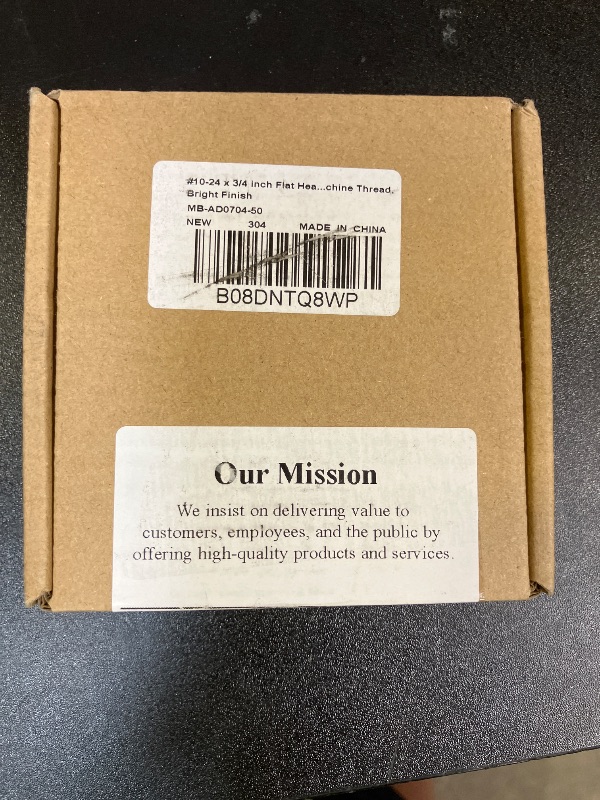 #10-24 x 3/4 Inch Flat Hea...chine Thread,
Bright Finish
MB-AD0704-50
NEW 304 MADE IN CHINA
B08DNTQ8WP
Our Mission
We insist on delivering value to
customers, employees, and the public by
offering high-quality products and services.